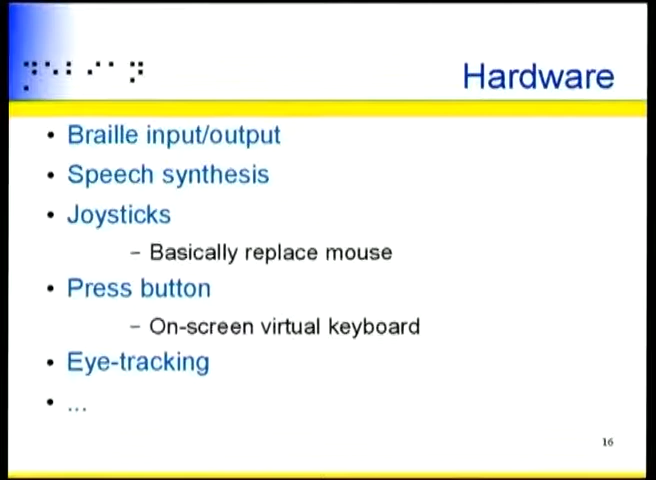 ⡙⠑⠃⠊⠁⠝
Hardware
• Braille input/output
• Speech synthesis
• Joysticks
– Basically replace mouse
• Press button
– On-screen virtual keyboard
• Eye-tracking
• ...
16